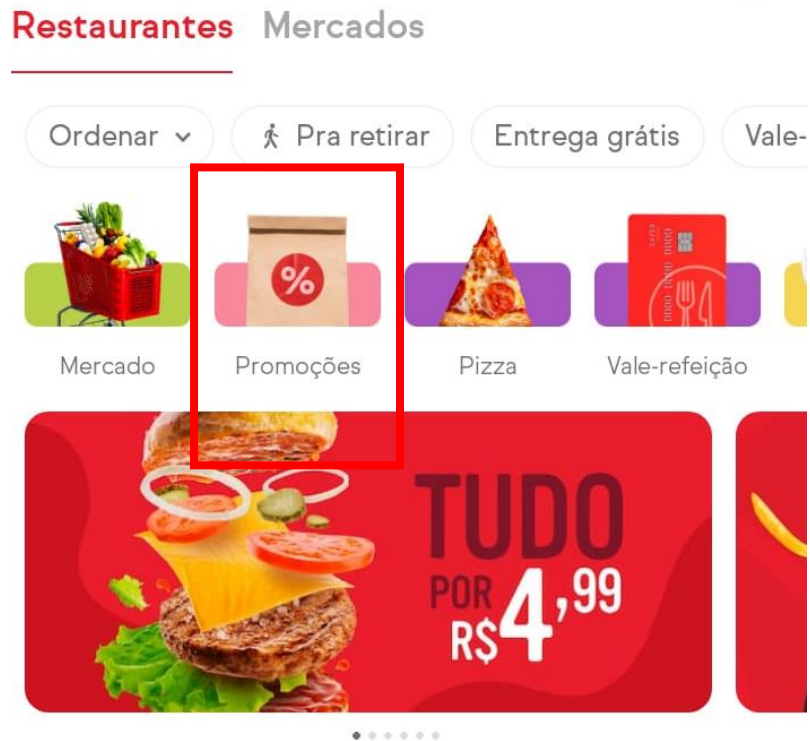 Restaurantes Mercados
Ordenar Pra retirar Entrega grátis Vale-
%
Mercado Promoções Pizza Vale-refeição
TUDO
POR
R$4,99